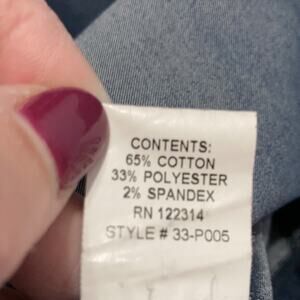 CONTENTS:
65% COTTON
33% POLYESTER
2% SPANDEX
RN 122314
STYLE # 33-P005